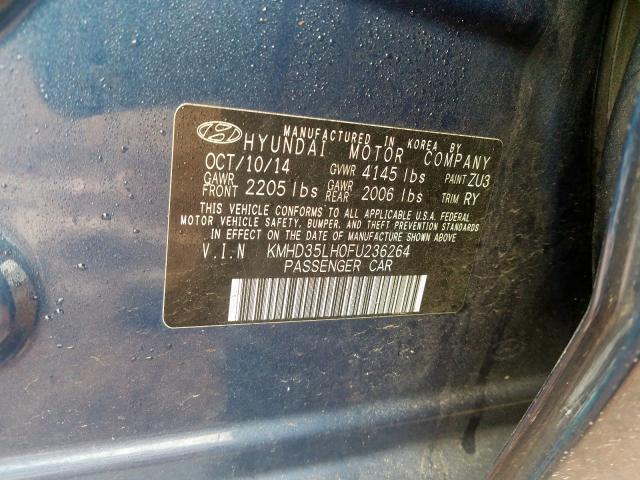 MANUFACTURED IN KOREA BY
HYUNDAI MOTOR COMPANY
OCT/10/14 GVWR 4145 lbs PAINT ZU3
GAWR FRONT 2205 lbs GAWR REAR 2006 lbs TRIM RY
THIS VEHICLE CONFORMS TO ALL APPLICABLE U.S.A. FEDERAL
MOTOR VEHICLE SAFETY, BUMPER, AND THEFT PREVENTION STANDARDS
IN EFFECT ON THE DATE OF MANUFACTURE SHOWN ABOVE
V.I.N KMHD35LH0FU236264
PASSENGER CAR